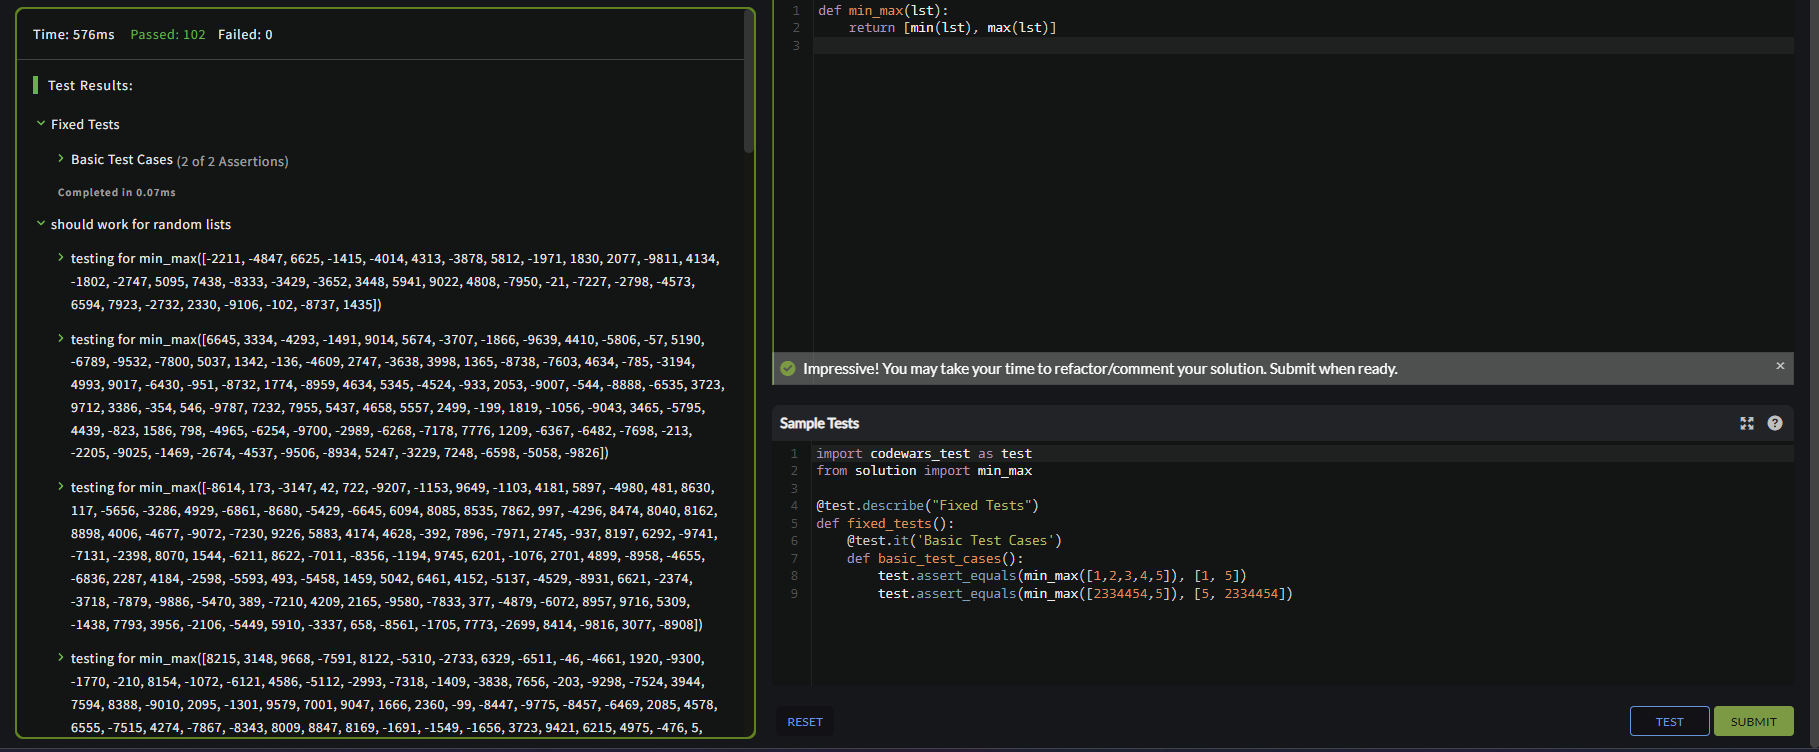 Time: 576ms Passed: 102 Failed: 0
Test Results:
Fixed Tests
Basic Test Cases (2 of 2 Assertions)
Completed in 0.07ms
should work for random lists
testing for min_max([-2211, -4847, 6625, -1415, -4014, 4313, -3878, 5812, -1971, 1830, 2077, -9811, 4134,
-1802, -2747, 5095, 7438, -8333, -3429, -3652, 3448, 5941, 9022, 4808, -7950, -21, -7227, -2798, -4573,
6594, 7923, -2732, 2330, -9106, -102, -8737, 1435])
testing for min_max([6645, 3334, -4293, -1491, 9014, 5674, -3707, -1866, -9639, 4410, -5806, -57, 5190,
-6789, -9532, -7800, 5037, 1342, -136, -4609, 2747, -3638, 3998, 1365, -8738, -7603, 4634, -785, -3194,
4993, 9017, -6430, -951, -8732, 1774, -8959, 4634, 5345, -4524, -933, 2053, -9007, -544, -8888, -6535, 3723,
9712, 3386, -354, 546, -9787, 7232, 7955, 5437, 4658, 5557, 2499, -199, 1819, -1056, -9043, 3465, -5795,
4439, -823, 1586, 798, -4965, -6254, -9700, -2989, -6268, -7178, 7776, 1209, -6367, -6482, -7698, -213,
-2205, -9025, -1469, -2674, -4537, -9506, -8934, 5247, -3229, 7248, -6598, -5058, -9826])
testing for min_max([-8614, 173, -3147, 42, 722, -9207, -1153, 9649, -1103, 4181, 5897, -4980, 481, 8630,
117, -5656, -3286, 4929, -6861, -8680, -5429, -6645, 6094, 8085, 8535, 7862, 997, -4296, 8474, 8040, 8162,
8898, 4006, -4677, -9072, -7230, 9226, 5883, 4174, 4628, -392, 7896, -7971, 2745, -937, 8197, 6292, -9741,
-7131, -2398, 8070, 1544, -6211, 8622, -7011, -8356, -1194, 9745, 6201, -1076, 2701, 4899, -8958, -4655,
-6836, 2287, 4184, -2598, -5593, 493, -5458, 1459, 5042, 6461, 4152, -5137, -4529, -8931, 6621, -2374,
-3718, -7879, -9886, -5470, 389, -7210, 4209, 2165, -9580, -7833, 377, -4879, -6072, 8957, 9716, 5309,
-1438, 7793, 3956, -2106, -5449, 5910, -3337, 658, -8561, -1705, 7773, -2699, 8414, -9816, 3077, -8908])
testing for min_max([8215, 3148, 9668, -7591, 8122, -5310, -2733, 6329, -6511, -46, -4661, 1920, -9300,
-1770, -210, 8154, -1072, -6121, 4586, -5112, -2993, -7318, -1409, -3838, 7656, -203, -9298, -7524, 3944,
7594, 8388, -9010, 2095, -1301, 9579, 7001, 9047, 1666, 2360, -99, -8447, -9775, -8457, -6469, 2085, 4578,
6555, -7515, 4274, -7867, -8343, 8009, 8847, 8169, -1691, -1549, -1656, 3723, 9421, 6215, 4975, -476, 5,
1 def min_max(lst):
2 return [min(lst), max(lst)]
3
Impressive! You may take your time to refactor/comment your solution. Submit when ready. ×
Sample Tests ?
1 import codewars_test as test
2 from solution import min_max
3
4 @test.describe("Fixed Tests")
5 def fixed_tests():
6 @test.it('Basic Test Cases')
7 def basic_test_cases():
8 test.assert_equals(min_max([1,2,3,4,5]), [1, 5])
9 test.assert_equals(min_max([2334454,5]), [5, 2334454])
RESET TEST SUBMIT